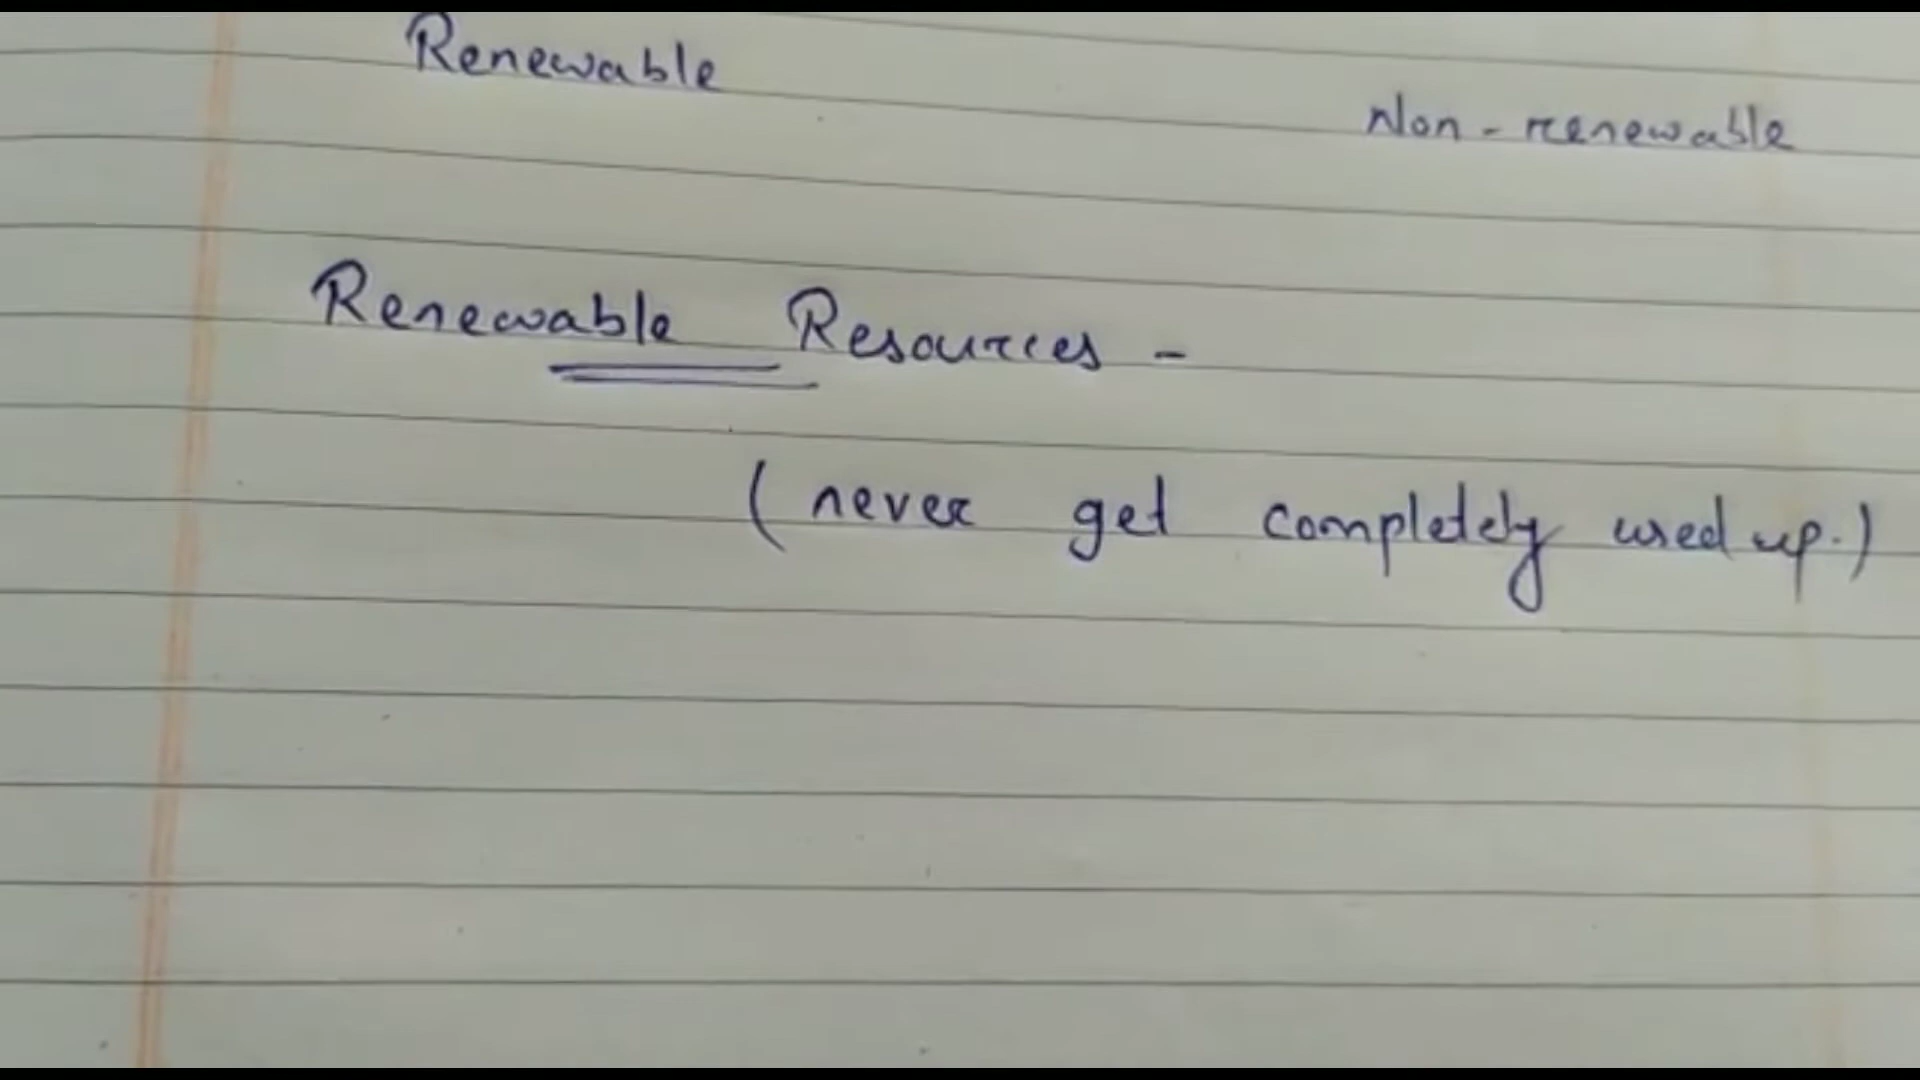 Renewable
Non-renewable
Renewable Resources -
(never get completely used up.)